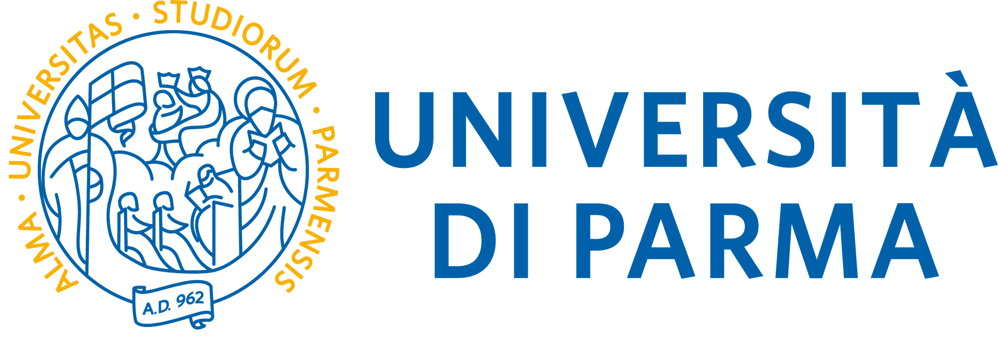 ALMA · UNIVERSITAS · STUDIORUM · PARMENSIS
A.D. 962
UNIVERSITÀ
DI PARMA